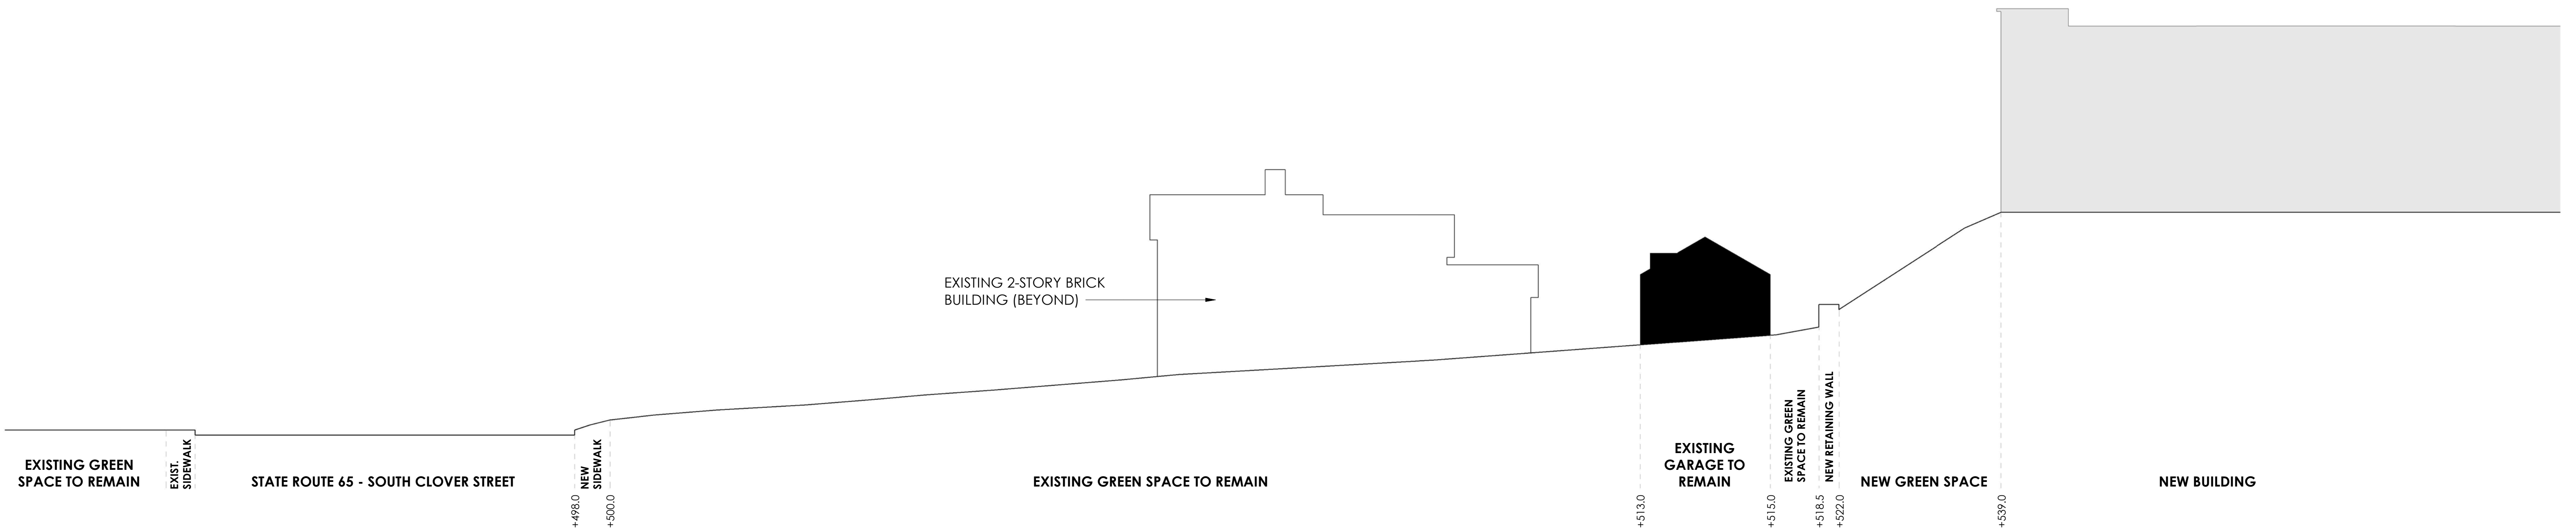 EXISTING 2-STORY BRICK
BUILDING (BEYOND)
EXISTING GREEN
SPACE TO REMAIN
EXIST.
SIDEWALK
STATE ROUTE 65 - SOUTH CLOVER STREET
+498.0
NEW
SIDEWALK
+500.0
EXISTING GREEN SPACE TO REMAIN
+513.0
EXISTING
GARAGE TO
REMAIN
+515.0
EXISTING GREEN
SPACE TO REMAIN
+518.5
NEW RETAINING WALL
+522.0
NEW GREEN SPACE
+539.0
NEW BUILDING